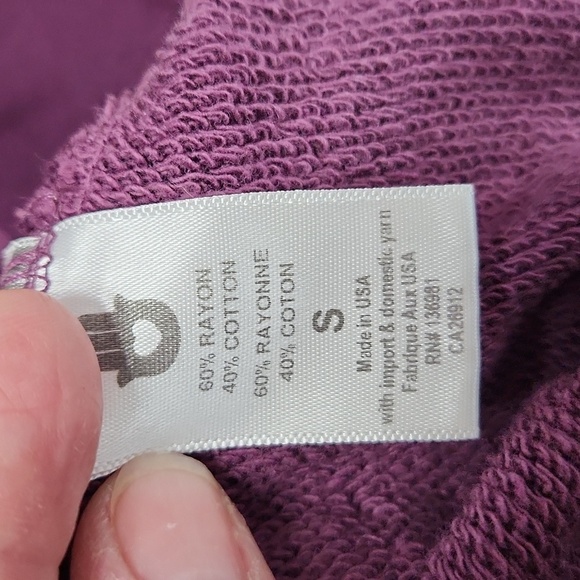 60% RAYON
40% COTTON
60% RAYONNE
40% COTON
S
Made in USA
with import & domestic yarn
Fabrique Aux USA
RN# 136981
CA26912